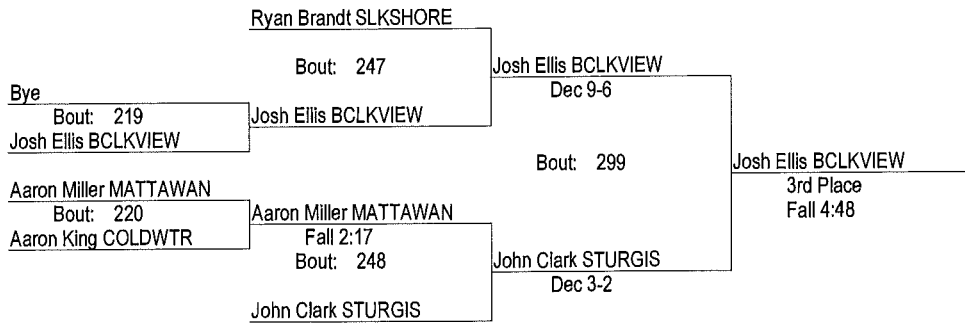 Ryan Brandt SLKSHORE
Bout: 247
Josh Ellis BCLKVIEW
Dec 9-6
Bye
Bout: 219
Josh Ellis BCLKVIEW
Josh Ellis BCLKVIEW
Bout: 299
Josh Ellis BCLKVIEW
3rd Place
Fall 4:48
Aaron Miller MATTAWAN
Bout: 220
Aaron King COLDWTR
Aaron Miller MATTAWAN
Fall 2:17
Bout: 248
John Clark STURGIS
Dec 3-2
John Clark STURGIS